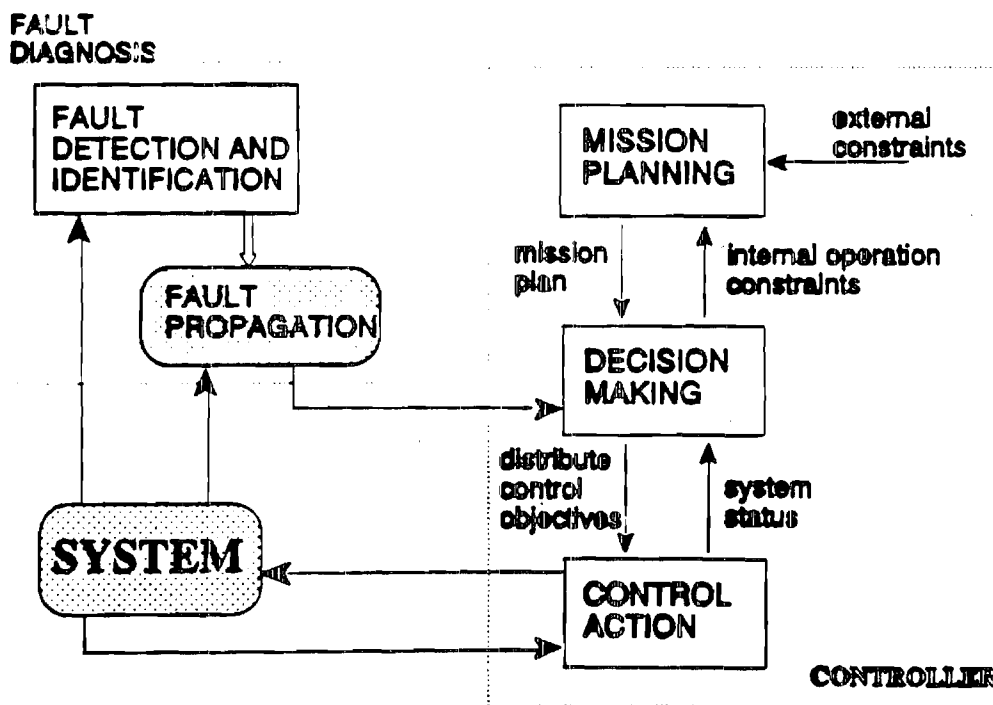 FAULT
DIAGNOSIS
FAULT
DETECTION AND
IDENTIFICATION
FAULT
PROPAGATION
SYSTEM
MISSION
PLANNING
external
constraints
mission
plan
internal operation
constraints
DECISION
MAKING
distribute
control
objectives
system
status
CONTROL
ACTION
CONTROLLER